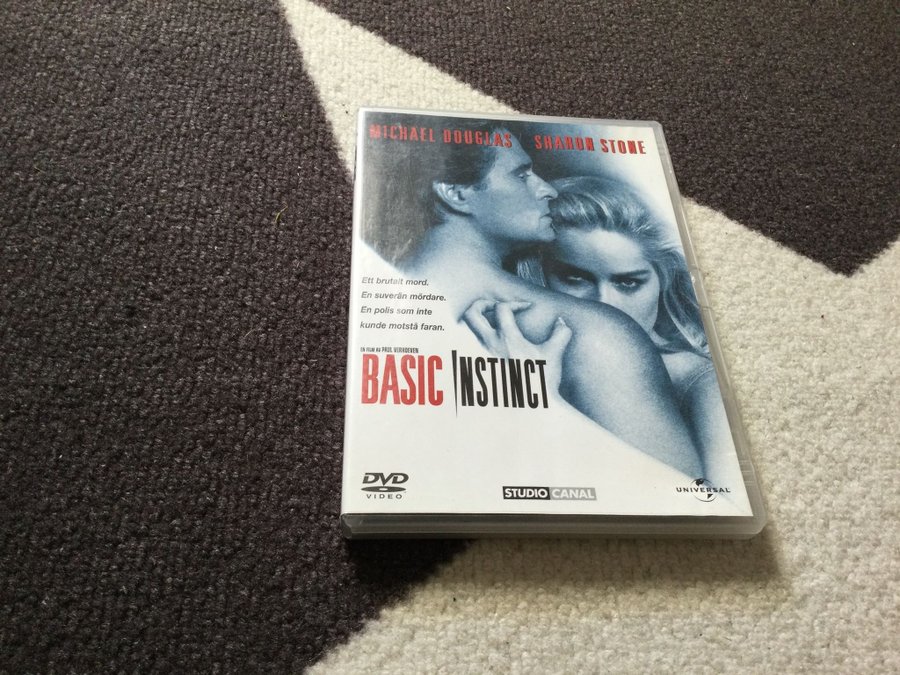 MICHAEL DOUGLAS SHARON STONE
Ett brutalt mord.
En suverän mördare.
En polis som inte
kunde motstå faran.
EN FILM AV PAUL VERHOEVEN
BASIC INSTINCT
DVD
VIDEO
STUDIO CANAL
UNIVERSAL